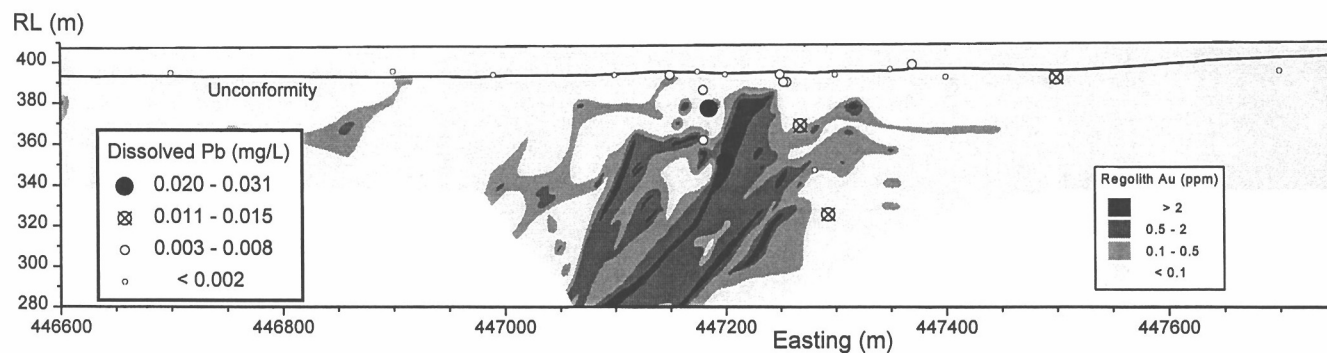 RL (m)
400
380
360
340
320
300
280
Unconformity
Dissolved Pb (mg/L)
0.020 - 0.031
0.011 - 0.015
0.003 - 0.008
< 0.002
Regolith Au (ppm)
> 2
0.5 - 2
0.1 - 0.5
< 0.1
446600
446800
447000
447200
447400
447600
Easting (m)